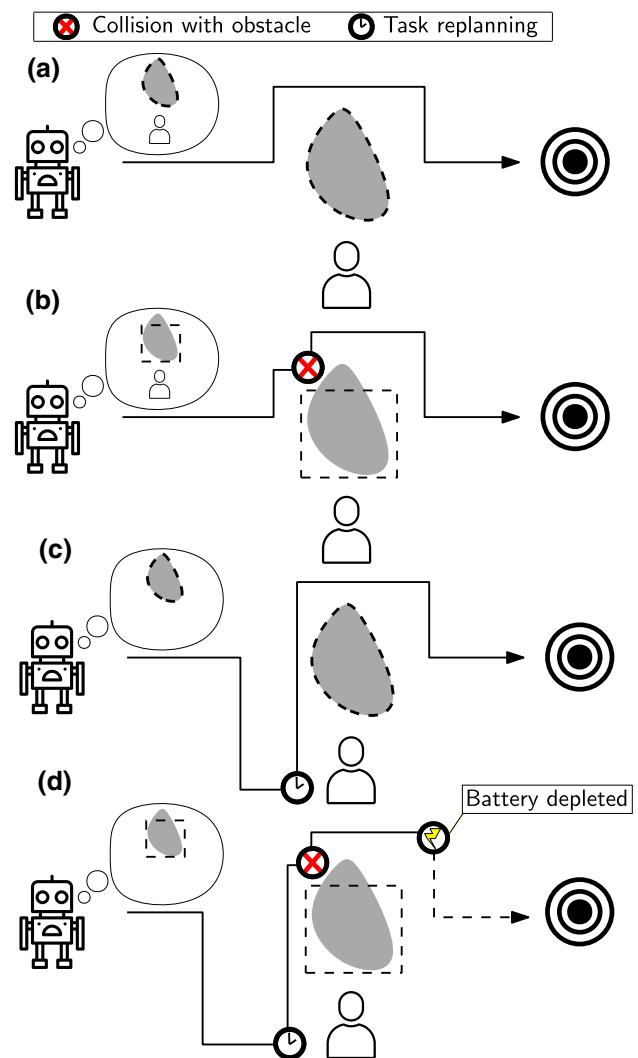 Collision with obstacle Task replanning
(a)
(b)
(c)
(d)
Battery depleted